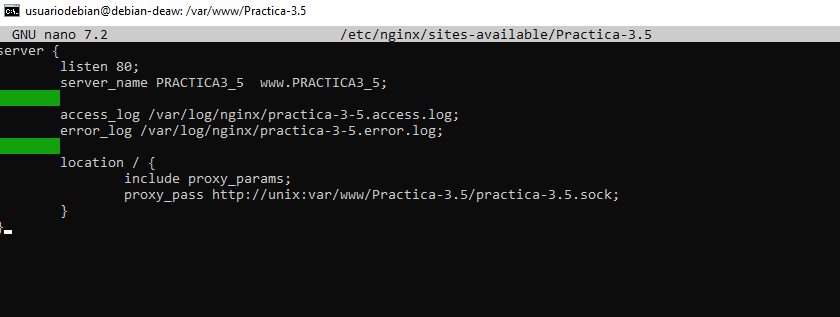 usuariodebian@debian-deaw: /var/www/Practica-3.5
GNU nano 7.2 /etc/nginx/sites-available/Practica-3.5
server {
listen 80;
server_name PRACTICA3_5  www.PRACTICA3_5;
access_log /var/log/nginx/practica-3-5.access.log;
error_log /var/log/nginx/practica-3-5.error.log;
location / {
include proxy_params;
proxy_pass http://unix:var/www/Practica-3.5/practica-3.5.sock;
}
}